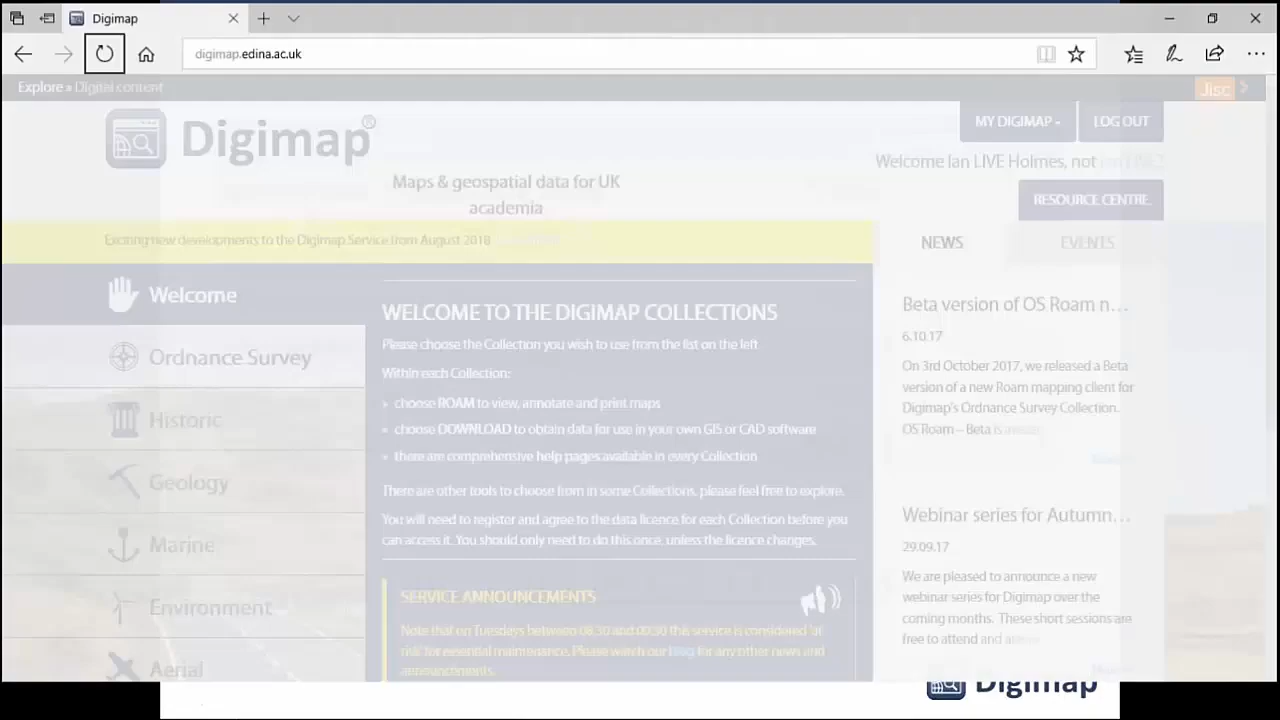 Digimap
digimap.edina.ac.uk
Explore » Digital content
Jisc
Digimap®
MY DIGIMAP
LOG OUT
Welcome Ian LIVE Holmes, not
Maps & geospatial data for UK
academia
RESOURCE CENTRE
Exciting new developments to the Digimap Service from August 2018
NEWS
EVENTS
Welcome
Ordnance Survey
Historic
Geology
Marine
Environment
Aerial
WELCOME TO THE DIGIMAP COLLECTIONS
Please choose the Collection you wish to use from the list on the left
Within each Collection:
choose ROAM to view, annotate and print maps
choose DOWNLOAD to obtain data for use in your own GIS or CAD software
there are comprehensive help pages available in every Collection
There are other tools to choose from in some Collections, please feel free to explore.
You will need to register and agree to the data licence for each Collection before you
can access it. You should only need to do this once, unless the licence changes.
SERVICE ANNOUNCEMENTS
Note that on Tuesdays between 08:30 and 00:30 this service is considered 'at
risk' for essential maintenance. Please watch our blog for any other news and
announcements.
Beta version of OS Roam n...
6.10.17
On 3rd October 2017, we released a Beta
version of a new Roam mapping client for
Digimap's Ordnance Survey Collection.
OS Roam – Beta is
Webinar series for Autumn...
29.09.17
We are pleased to announce a new
webinar series for Digimap over the
coming months. These short sessions are
free to attend and
Digimap